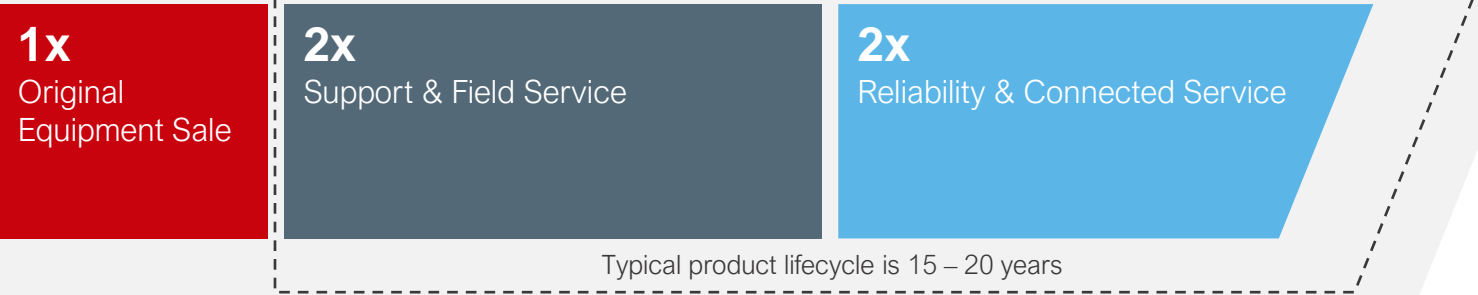 1x
Original
Equipment Sale
2x
Support & Field Service
2x
Reliability & Connected Service
Typical product lifecycle is 15 – 20 years